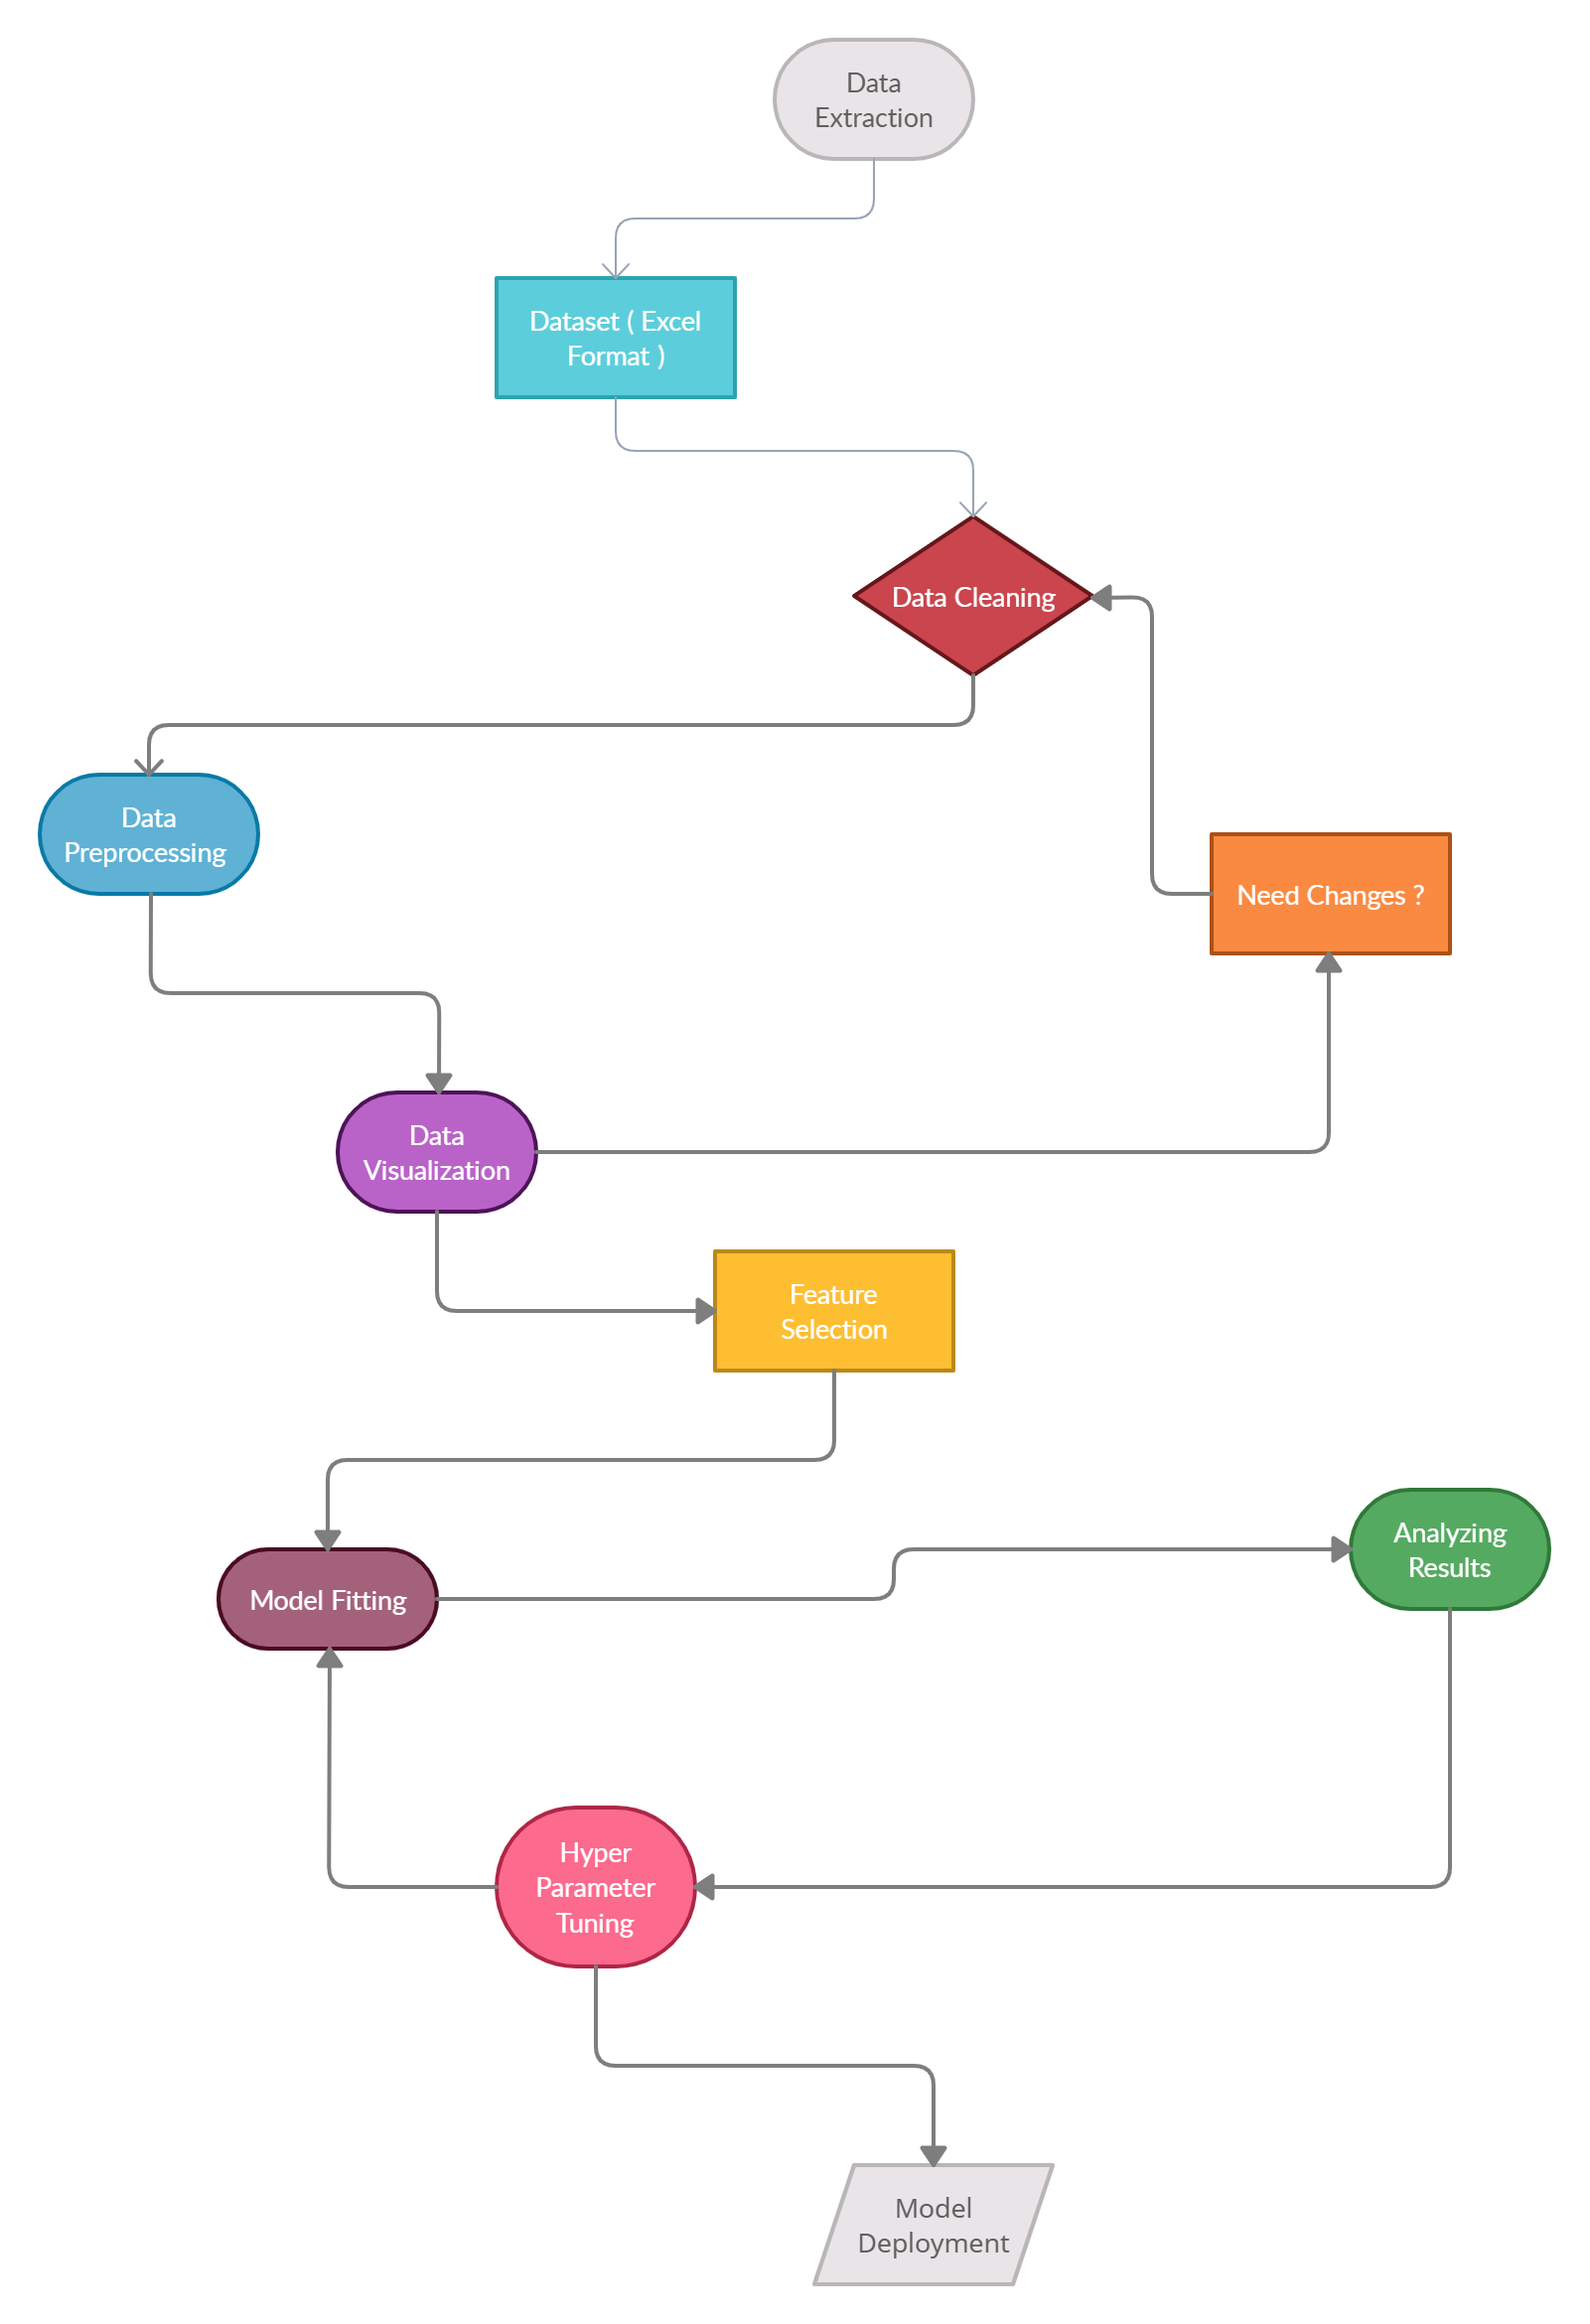 Data
Extraction
Dataset ( Excel
Format )
Data Cleaning
Data
Preprocessing
Need Changes ?
Data
Visualization
Feature
Selection
Analyzing
Results
Model Fitting
Hyper
Parameter
Tuning
Model
Deployment